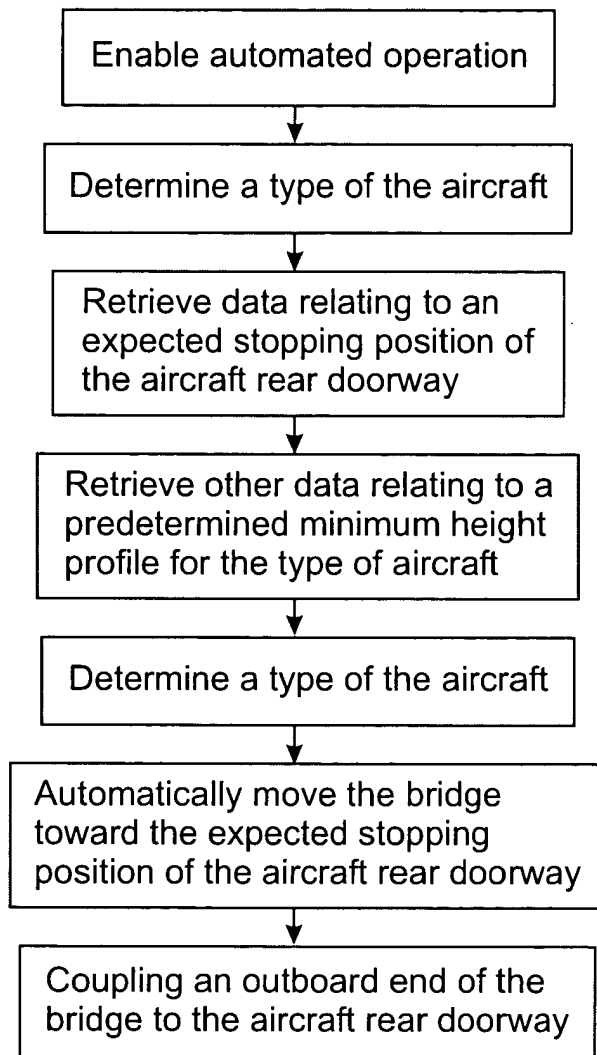 Enable automated operation
Determine a type of the aircraft
Retrieve data relating to an
expected stopping position of
the aircraft rear doorway
Retrieve other data relating to a
predetermined minimum height
profile for the type of aircraft
Determine a type of the aircraft
Automatically move the bridge
toward the expected stopping
position of the aircraft rear doorway
Coupling an outboard end of the
bridge to the aircraft rear doorway